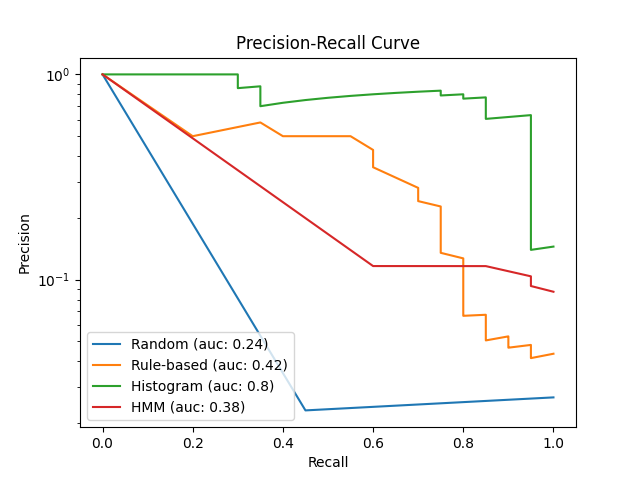 Precision-Recall Curve
Precision
10⁰
10⁻¹
Random (auc: 0.24)
Rule-based (auc: 0.42)
Histogram (auc: 0.8)
HMM (auc: 0.38)
0.0 0.2 0.4 0.6 0.8 1.0
Recall